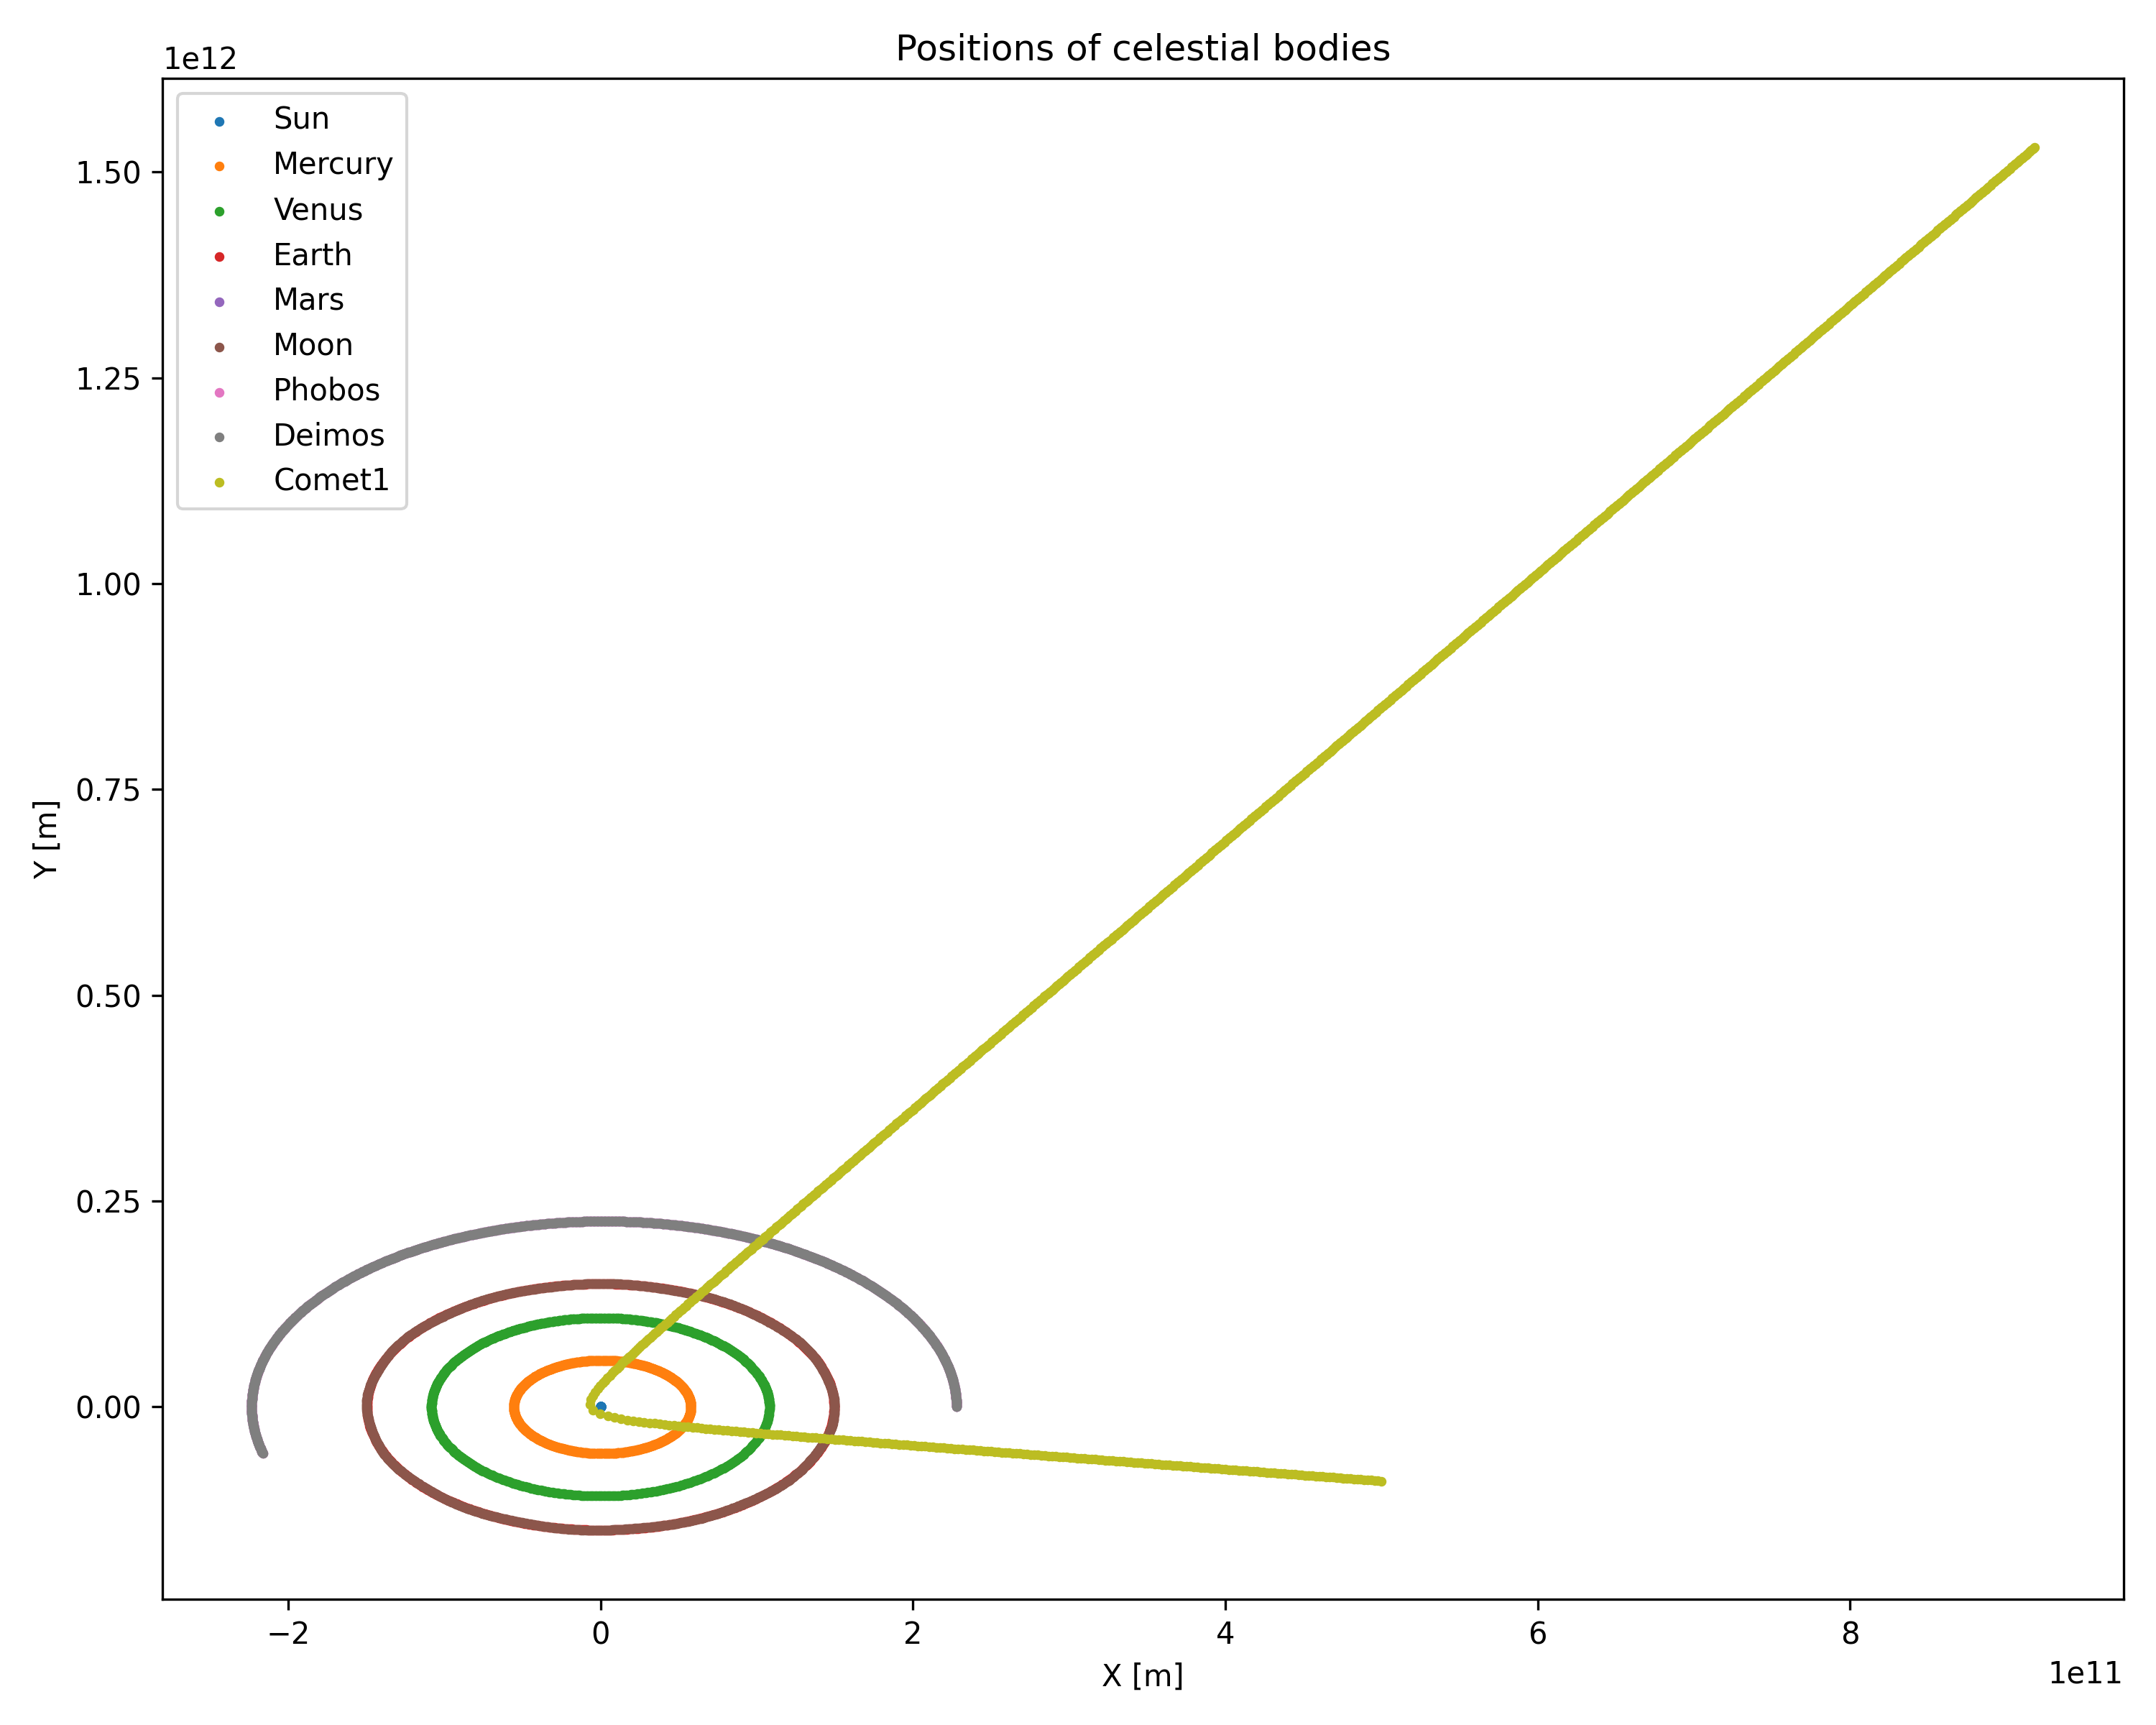 Positions of celestial bodies
1e12
Sun
Mercury
Venus
Earth
Mars
Moon
Phobos
Deimos
Comet1
1.50
1.25
1.00
0.75
0.50
0.25
0.00
Y [m]
−2
0
2
4
6
8
X [m]
1e11